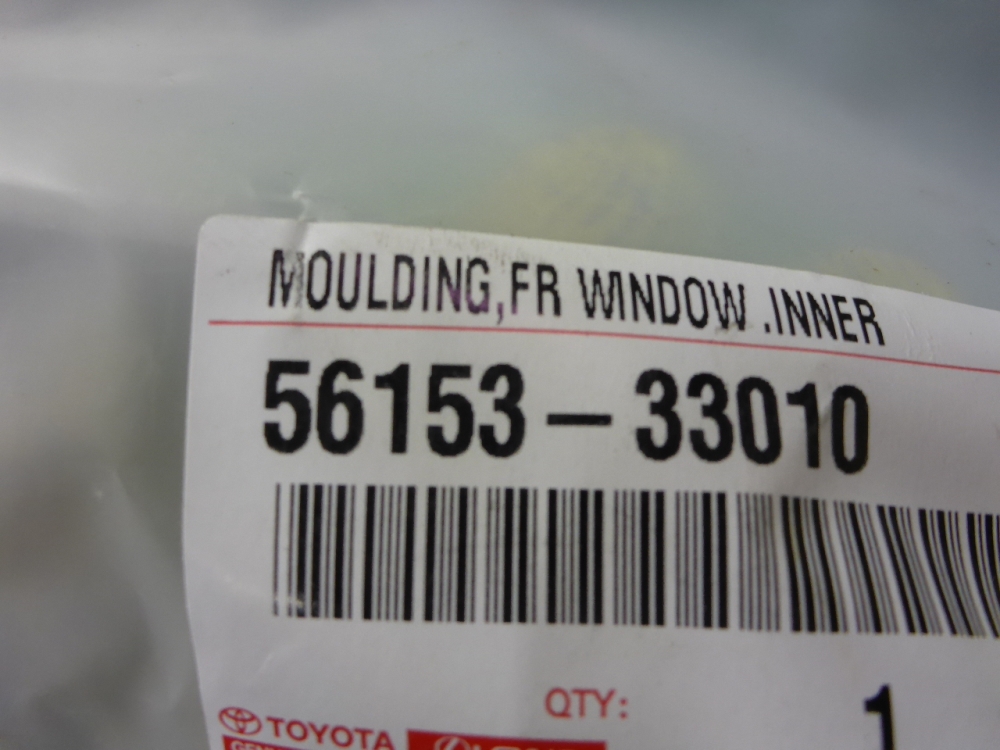 MOULDING,FR WINDOW .INNER
56153-33010
QTY: 1
TOYOTA